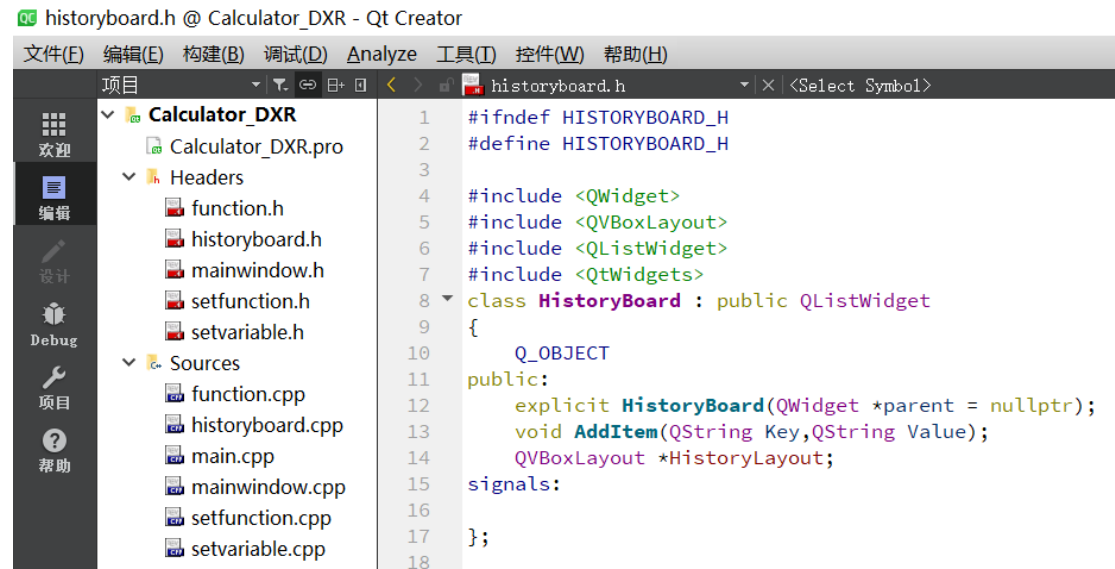 historyboard.h @ Calculator_DXR - Qt Creator
文件(F) 编辑(E) 构建(B) 调试(D) Analyze 工具(T) 控件(W) 帮助(H)
项目
historyboard.h
<Select Symbol>
欢迎
编辑
设计
Debug
项目
帮助
Calculator_DXR
Calculator_DXR.pro
Headers
function.h
historyboard.h
mainwindow.h
setfunction.h
setvariable.h
Sources
function.cpp
historyboard.cpp
main.cpp
mainwindow.cpp
setfunction.cpp
setvariable.cpp
1 #ifndef HISTORYBOARD_H
2 #define HISTORYBOARD_H
3
4 #include <QWidget>
5 #include <QVBoxLayout>
6 #include <QListWidget>
7 #include <QtWidgets>
8 class HistoryBoard : public QListWidget
9 {
10 Q_OBJECT
11 public:
12 explicit HistoryBoard(QWidget *parent = nullptr);
13 void AddItem(QString Key,QString Value);
14 QVBoxLayout *HistoryLayout;
15 signals:
16
17 };
18